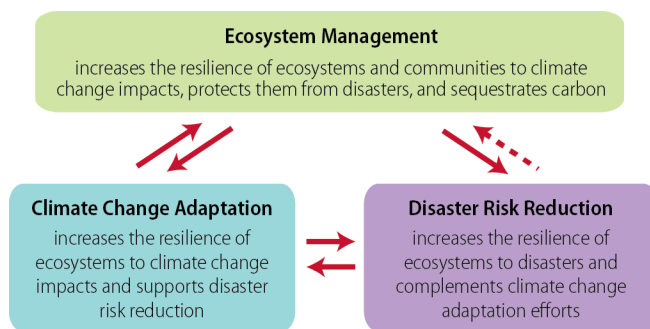 Ecosystem Management
increases the resilience of ecosystems and communities to climate
change impacts, protects them from disasters, and sequestrates carbon
Climate Change Adaptation
increases the resilience of
ecosystems to climate change
impacts and supports disaster
risk reduction
Disaster Risk Reduction
increases the resilience of
ecosystems to disasters and
complements climate change
adaptation efforts